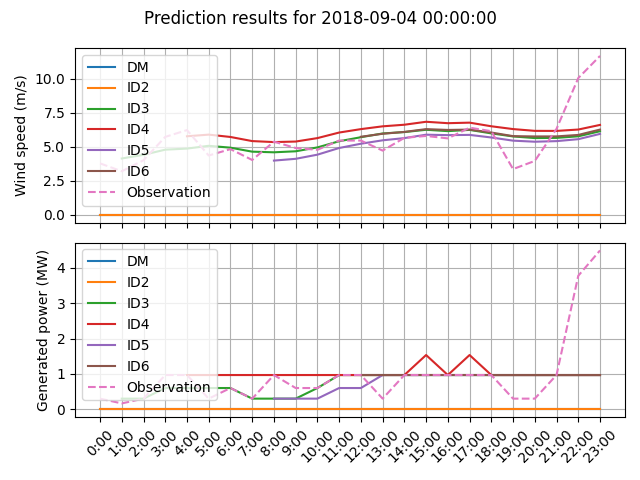 Prediction results for 2018-09-04 00:00:00
Wind speed (m/s)
10.0
7.5
5.0
2.5
0.0
DM
ID2
ID3
ID4
ID5
ID6
Observation
Generated power (MW)
4
3
2
1
0
DM
ID2
ID3
ID4
ID5
ID6
Observation
0:00 1:00 2:00 3:00 4:00 5:00 6:00 7:00 8:00 9:00 10:00 11:00 12:00 13:00 14:00 15:00 16:00 17:00 18:00 19:00 20:00 21:00 22:00 23:00